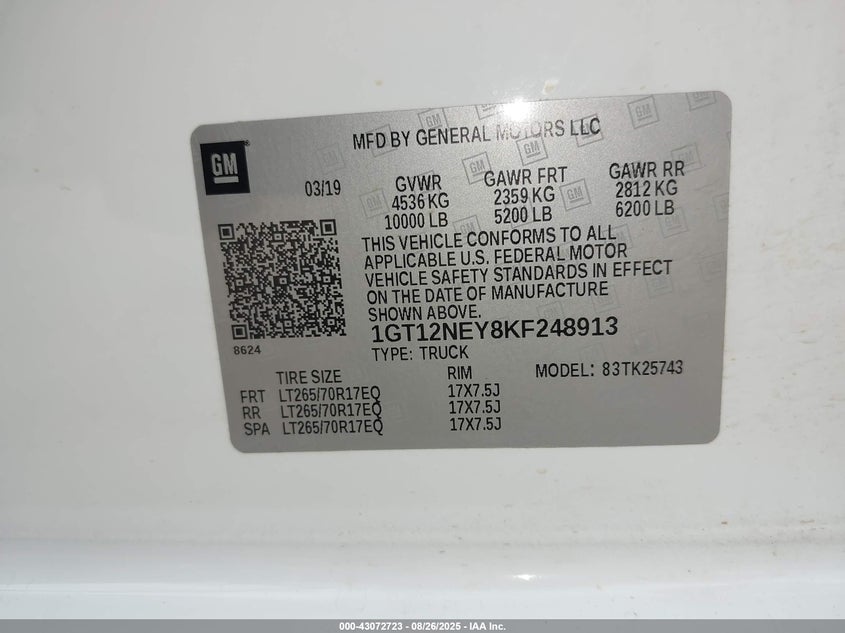 MFD BY GENERAL MOTORS LLC
GM
03/19
GVWR GAWR FRT GAWR RR
4536 KG 2359 KG 2812 KG
10000 LB 5200 LB 6200 LB
THIS VEHICLE CONFORMS TO ALL
APPLICABLE U.S. FEDERAL MOTOR
VEHICLE SAFETY STANDARDS IN EFFECT
ON THE DATE OF MANUFACTURE
SHOWN ABOVE.
1GT12NEY8KF248913
8624
TYPE: TRUCK
MODEL: 83TK25743
TIRE SIZE RIM
FRT LT265/70R17EQ 17X7.5J
RR LT265/70R17EQ 17X7.5J
SPA LT265/70R17EQ 17X7.5J
000-43072723 - 08/26/2025 - IAA Inc.